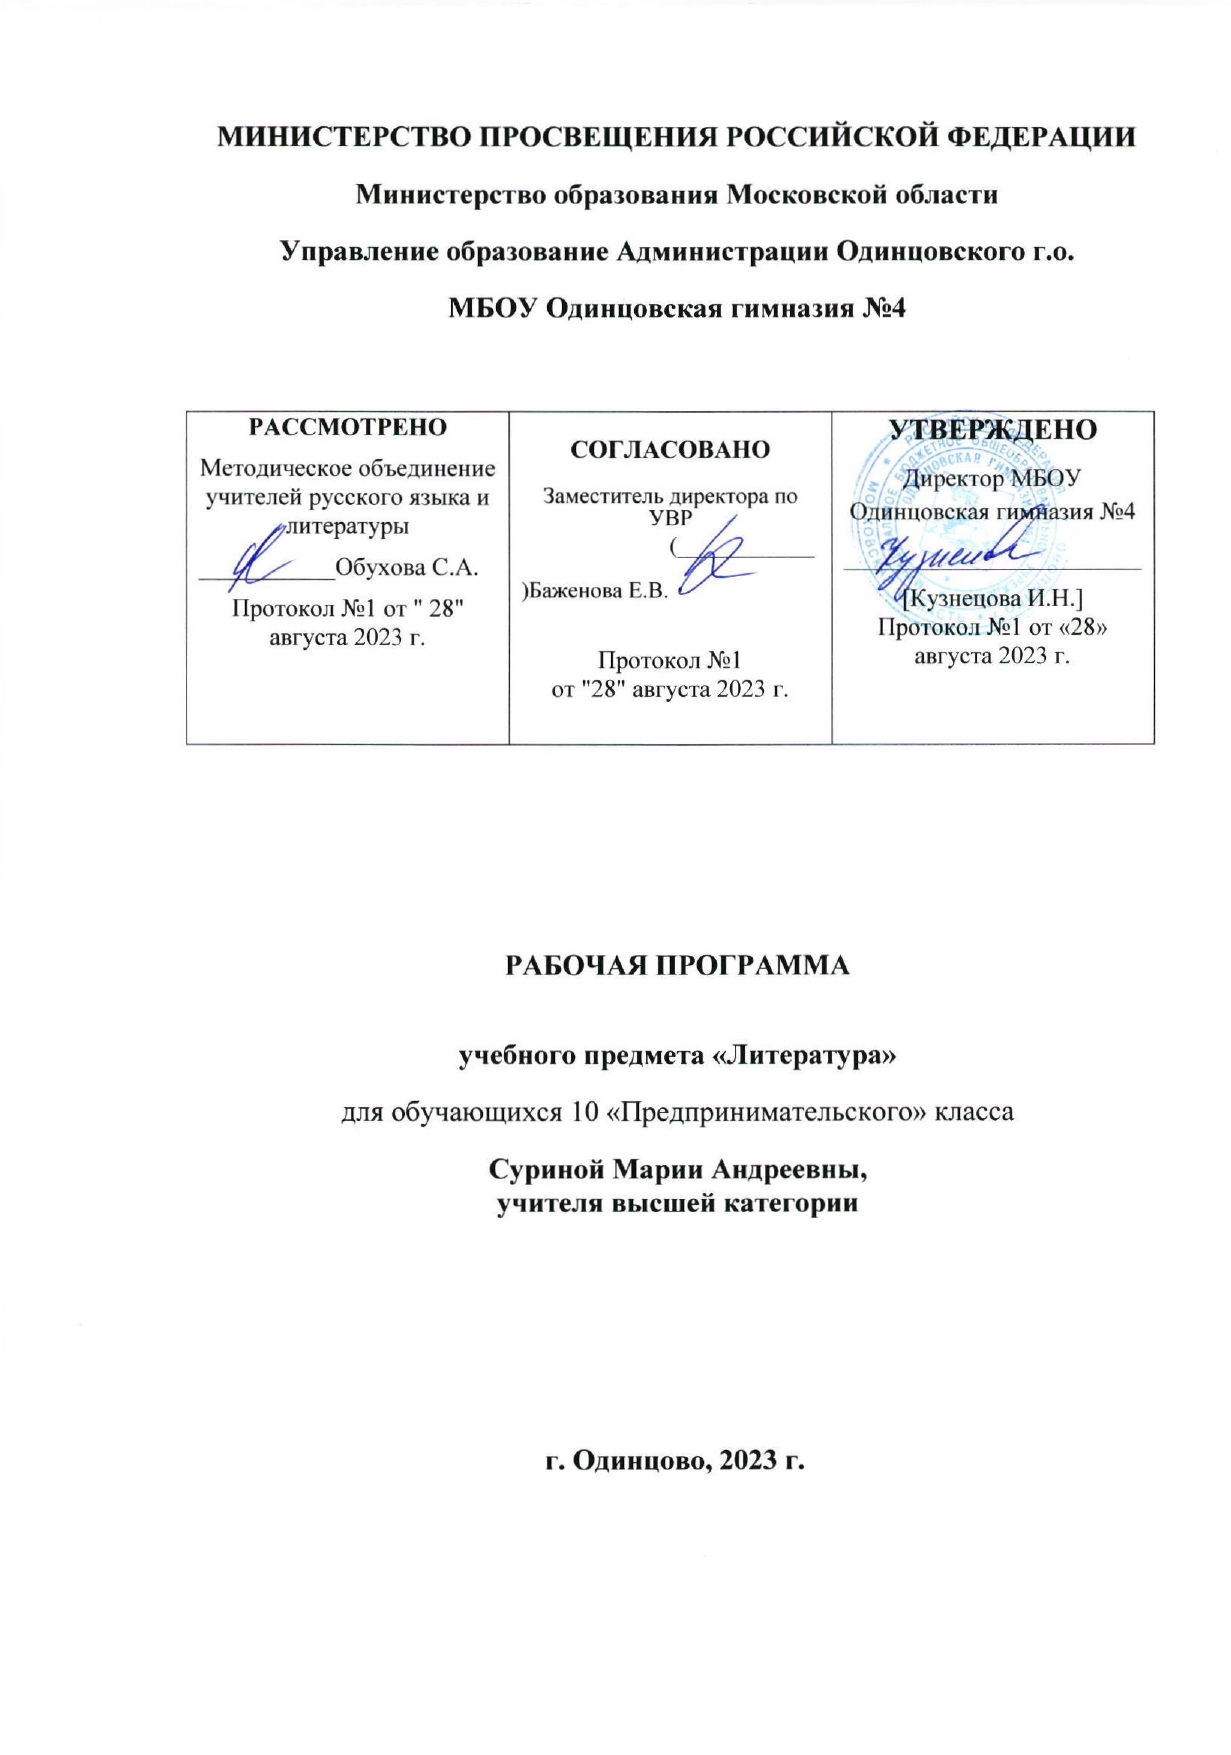 МИНИСТЕРСТВО ПРОСВЕЩЕНИЯ РОССИЙСКОЙ ФЕДЕРАЦИИ
Министерство образования Московской области
Управление образование Администрации Одинцовского г.о.
МБОУ Одинцовская гимназия №4
РАССМОТРЕНО
Методическое объединение
учителей русского языка и
литературы
____________Обухова С.А.
Протокол №1 от " 28"
августа 2023 г.
СОГЛАСОВАНО
Заместитель директора по
УВР
(____________
)Баженова Е.В.
Протокол №1
от "28" августа 2023 г.
УТВЕРЖДЕНО
Директор МБОУ
Одинцовская гимназия №4
[Кузнецова И.Н.]
Протокол №1 от «28»
августа 2023 г.
РАБОЧАЯ ПРОГРАММА
учебного предмета «Литература»
для обучающихся 10 «Предпринимательского» класса
Суриной Марии Андреевны,
учителя высшей категории
г. Одинцово, 2023 г.